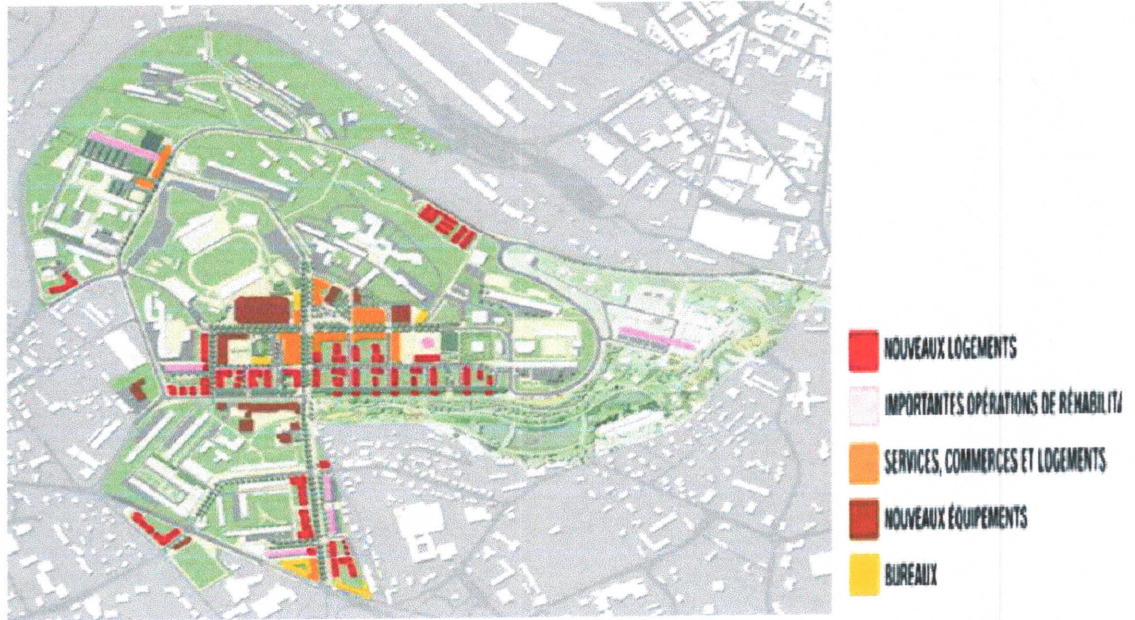 NOUVEAUX LOGEMENTS
IMPORTANTES OPÉRATIONS DE RÉHABILITA
SERVICES, COMMERCES ET LOGEMENTS
NOUVEAUX ÉQUIPEMENTS
BUREAUX